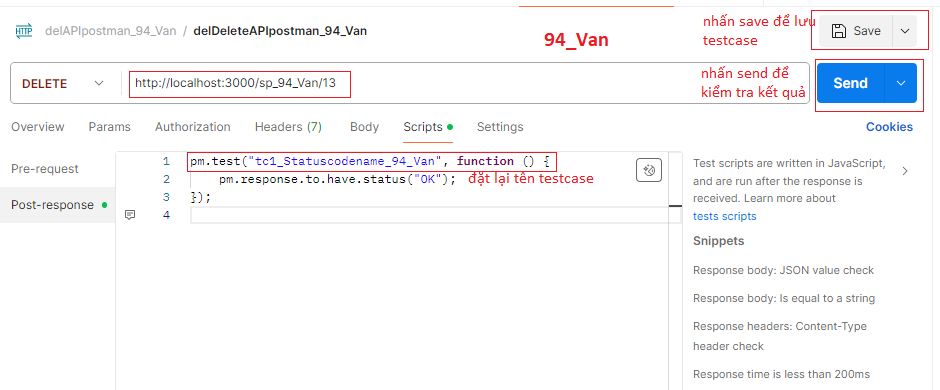 HTTP delAPIpostman_94_Van / delDeleteAPIpostman_94_Van
94_Van
nhấn save để lưu
testcase
Save
DELETE
http://localhost:3000/sp_94_Van/13
nhấn send để
kiểm tra kết quả
Send
Overview Params Authorization Headers (7) Body Scripts Settings Cookies
Pre-request
Post-response
1 pm.test("tc1_Statuscodename_94_Van", function () {
2 pm.response.to.have.status("OK"); đặt lại tên testcase
3 });
4
Test scripts are written in JavaScript,
and are run after the response is
received. Learn more about
tests scripts
Snippets
Response body: JSON value check
Response body: Is equal to a string
Response headers: Content-Type
header check
Response time is less than 200ms